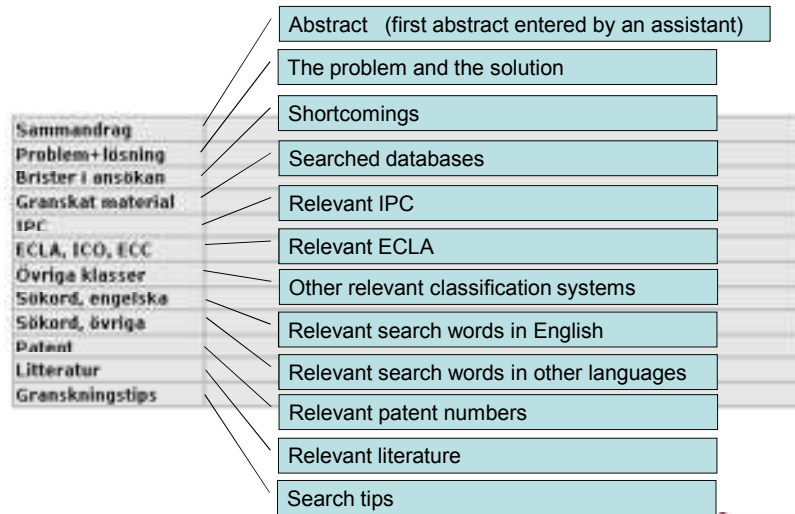 Abstract (first abstract entered by an assistant)
The problem and the solution
Shortcomings
Searched databases
Relevant IPC
Relevant ECLA
Other relevant classification systems
Relevant search words in English
Relevant search words in other languages
Relevant patent numbers
Relevant literature
Search tips
Sammandrag
Problem+lösning
Brister i ansökan
Granskat material
IPC
ECLA, ICO, ECC
Övriga klasser
Sökord, engelska
Sökord, övriga
Patent
Litteratur
Granskningstips